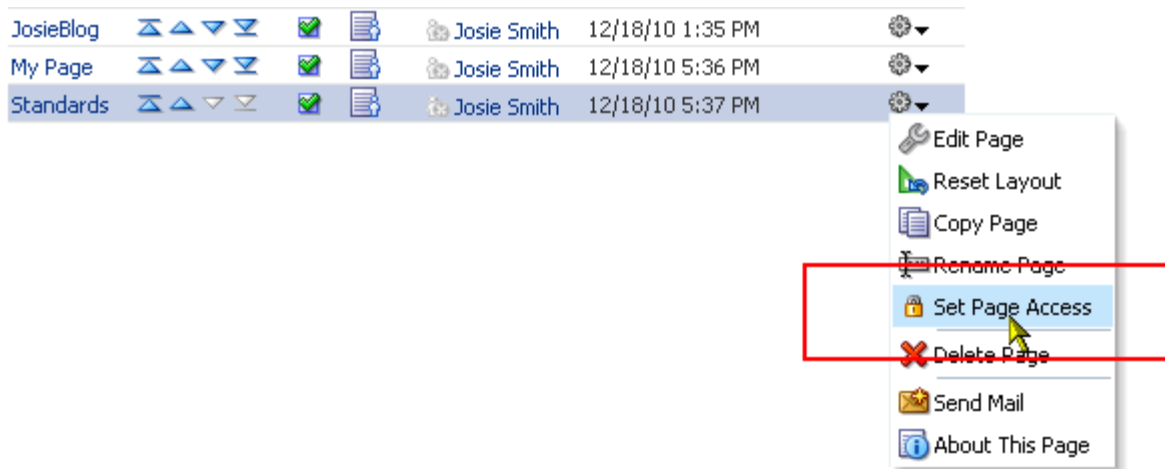 JosieBlog Josie Smith 12/18/10 1:35 PM
My Page Josie Smith 12/18/10 5:36 PM
Standards Josie Smith 12/18/10 5:37 PM
Edit Page
Reset Layout
Copy Page
Rename Page
Set Page Access
Delete Page
Send Mail
About This Page